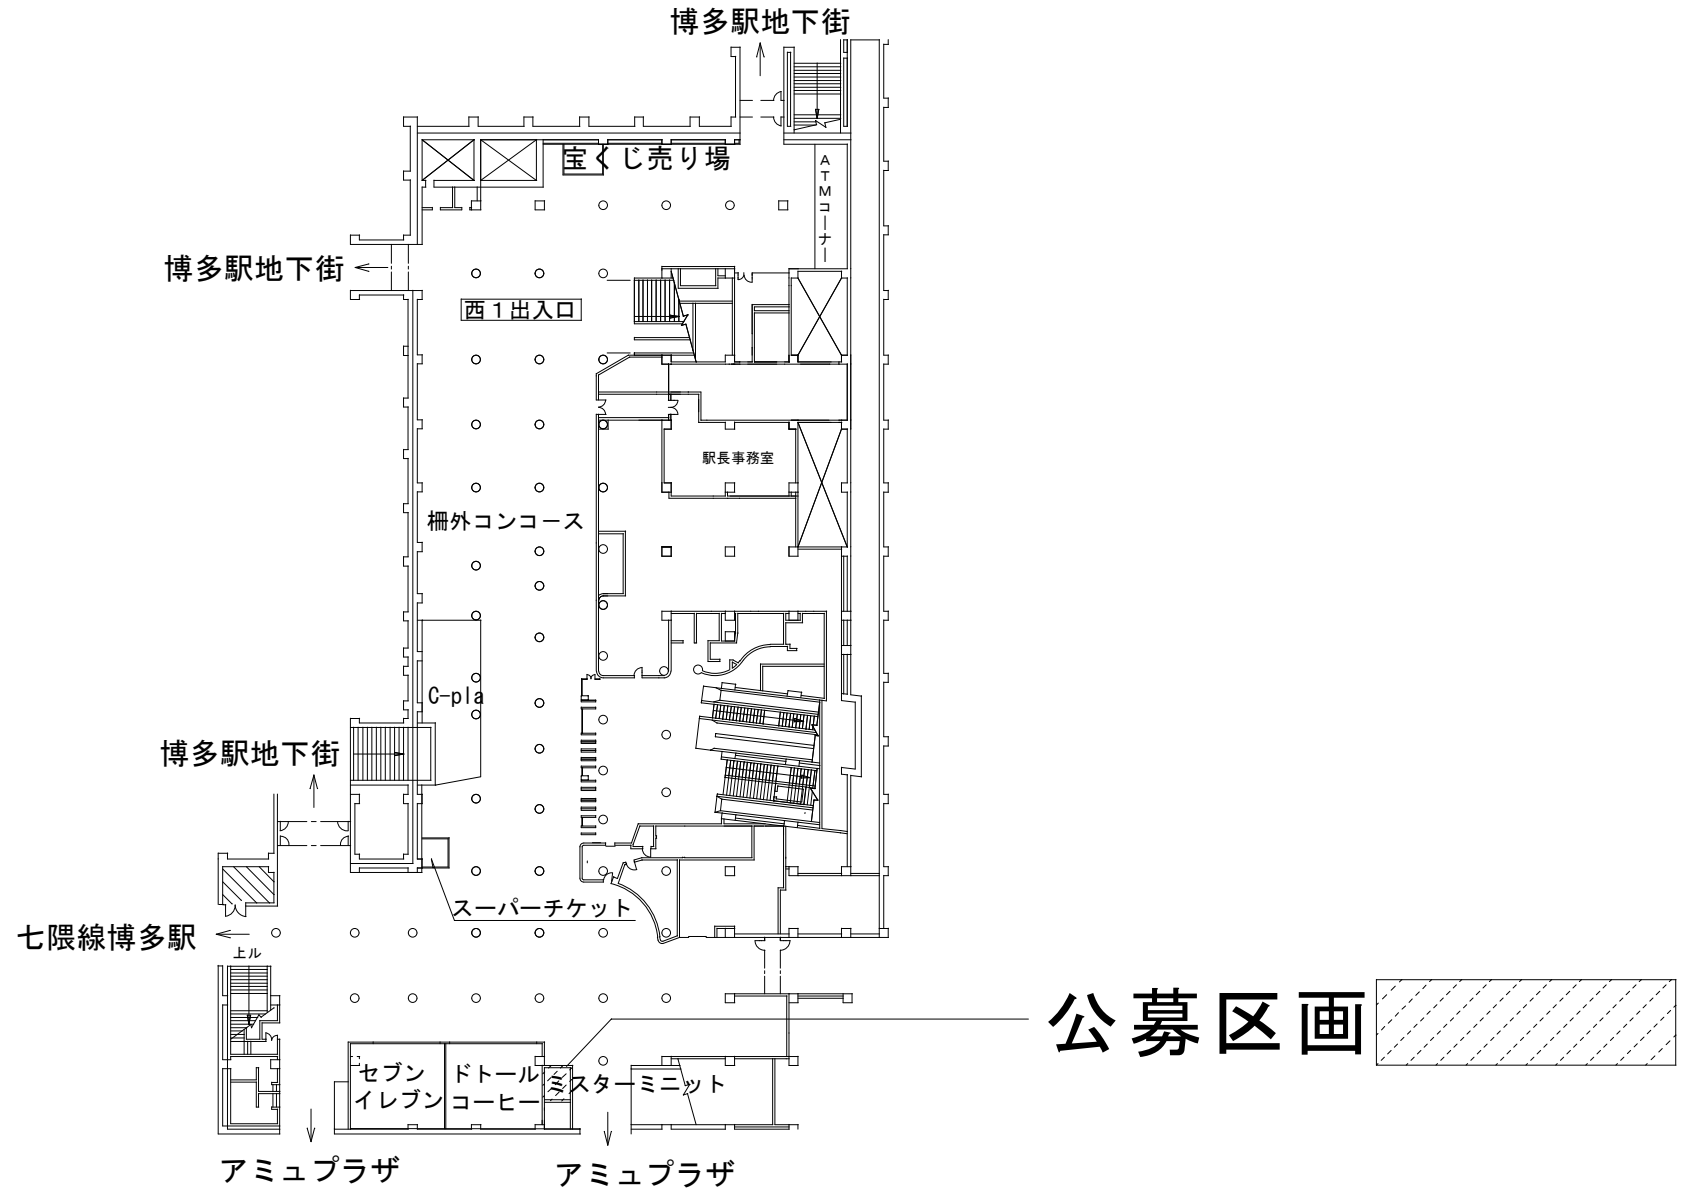 博多駅地下街
宝くじ売り場
ATMコーナー
博多駅地下街
西1出入口
駅長事務室
柵外コンコース
C-pla
博多駅地下街
スーパーチケット
七隈線博多駅
上ル
公募区画
セブン
イレブン
ドトール
コーヒー
ミスターミニット
アミュプラザ
アミュプラザ